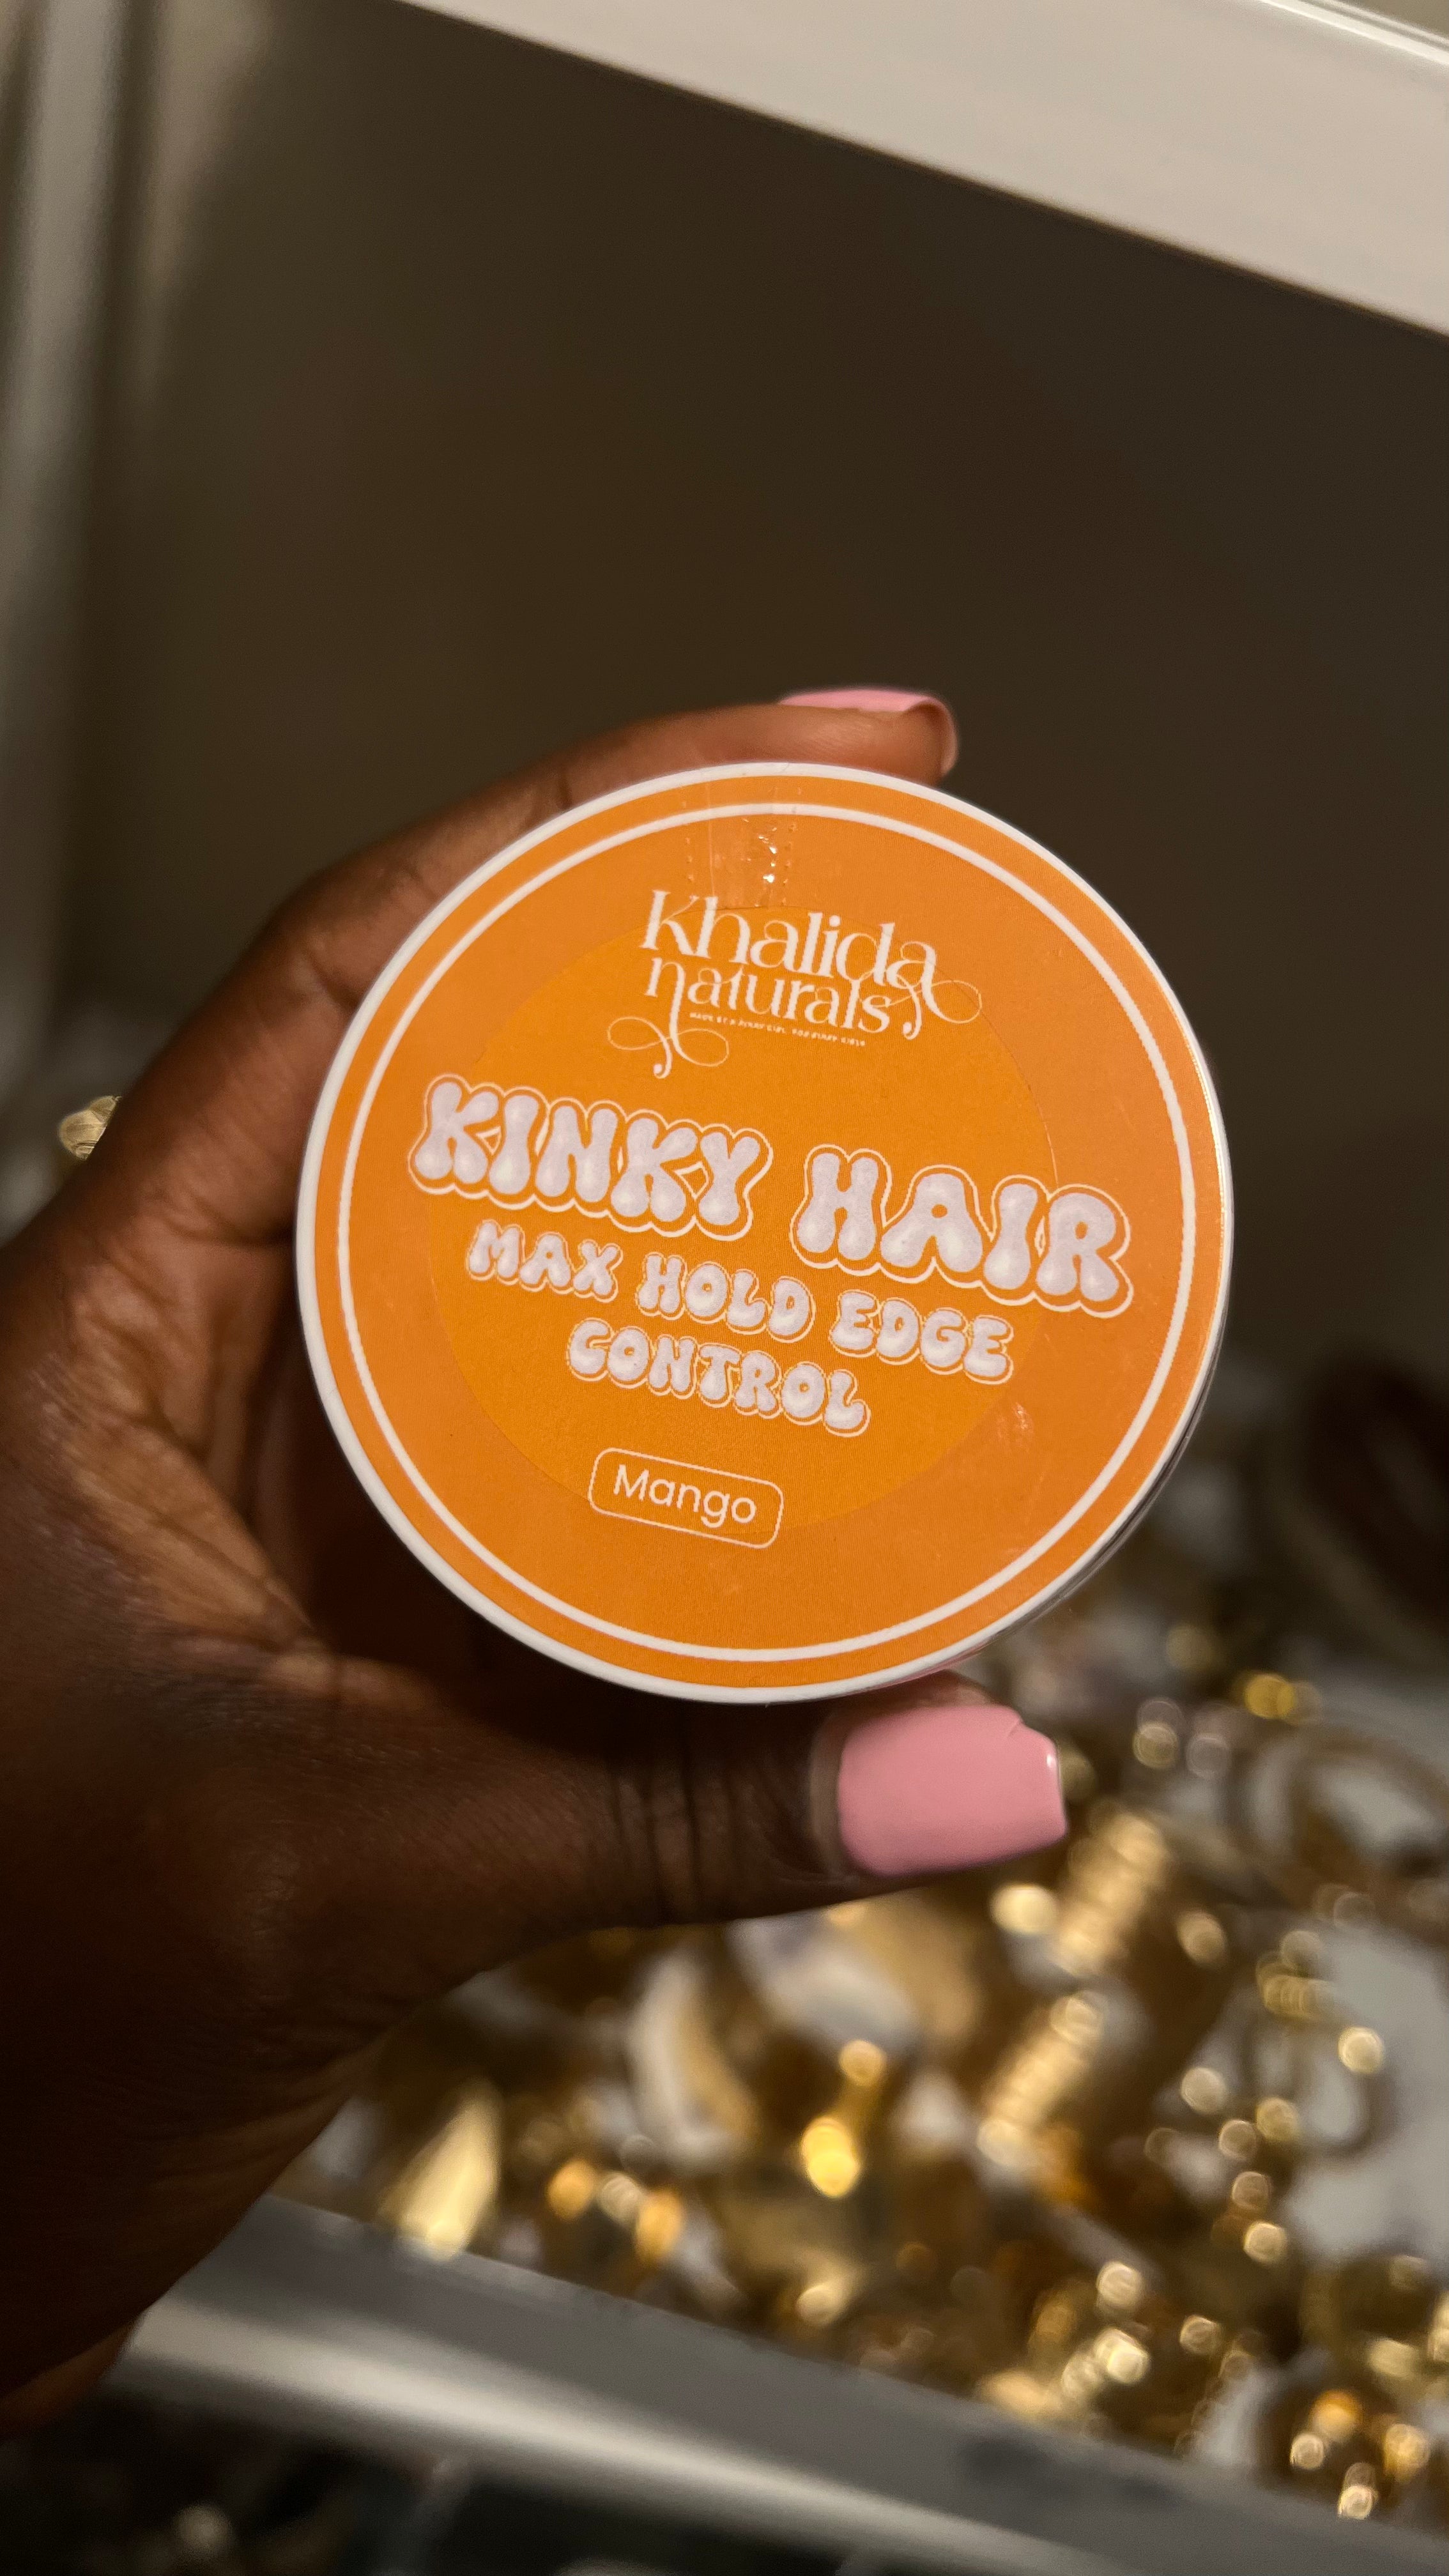 Khalida
naturals
KINKY HAIR
MAX HOLD EDGE
CONTROL
Mango